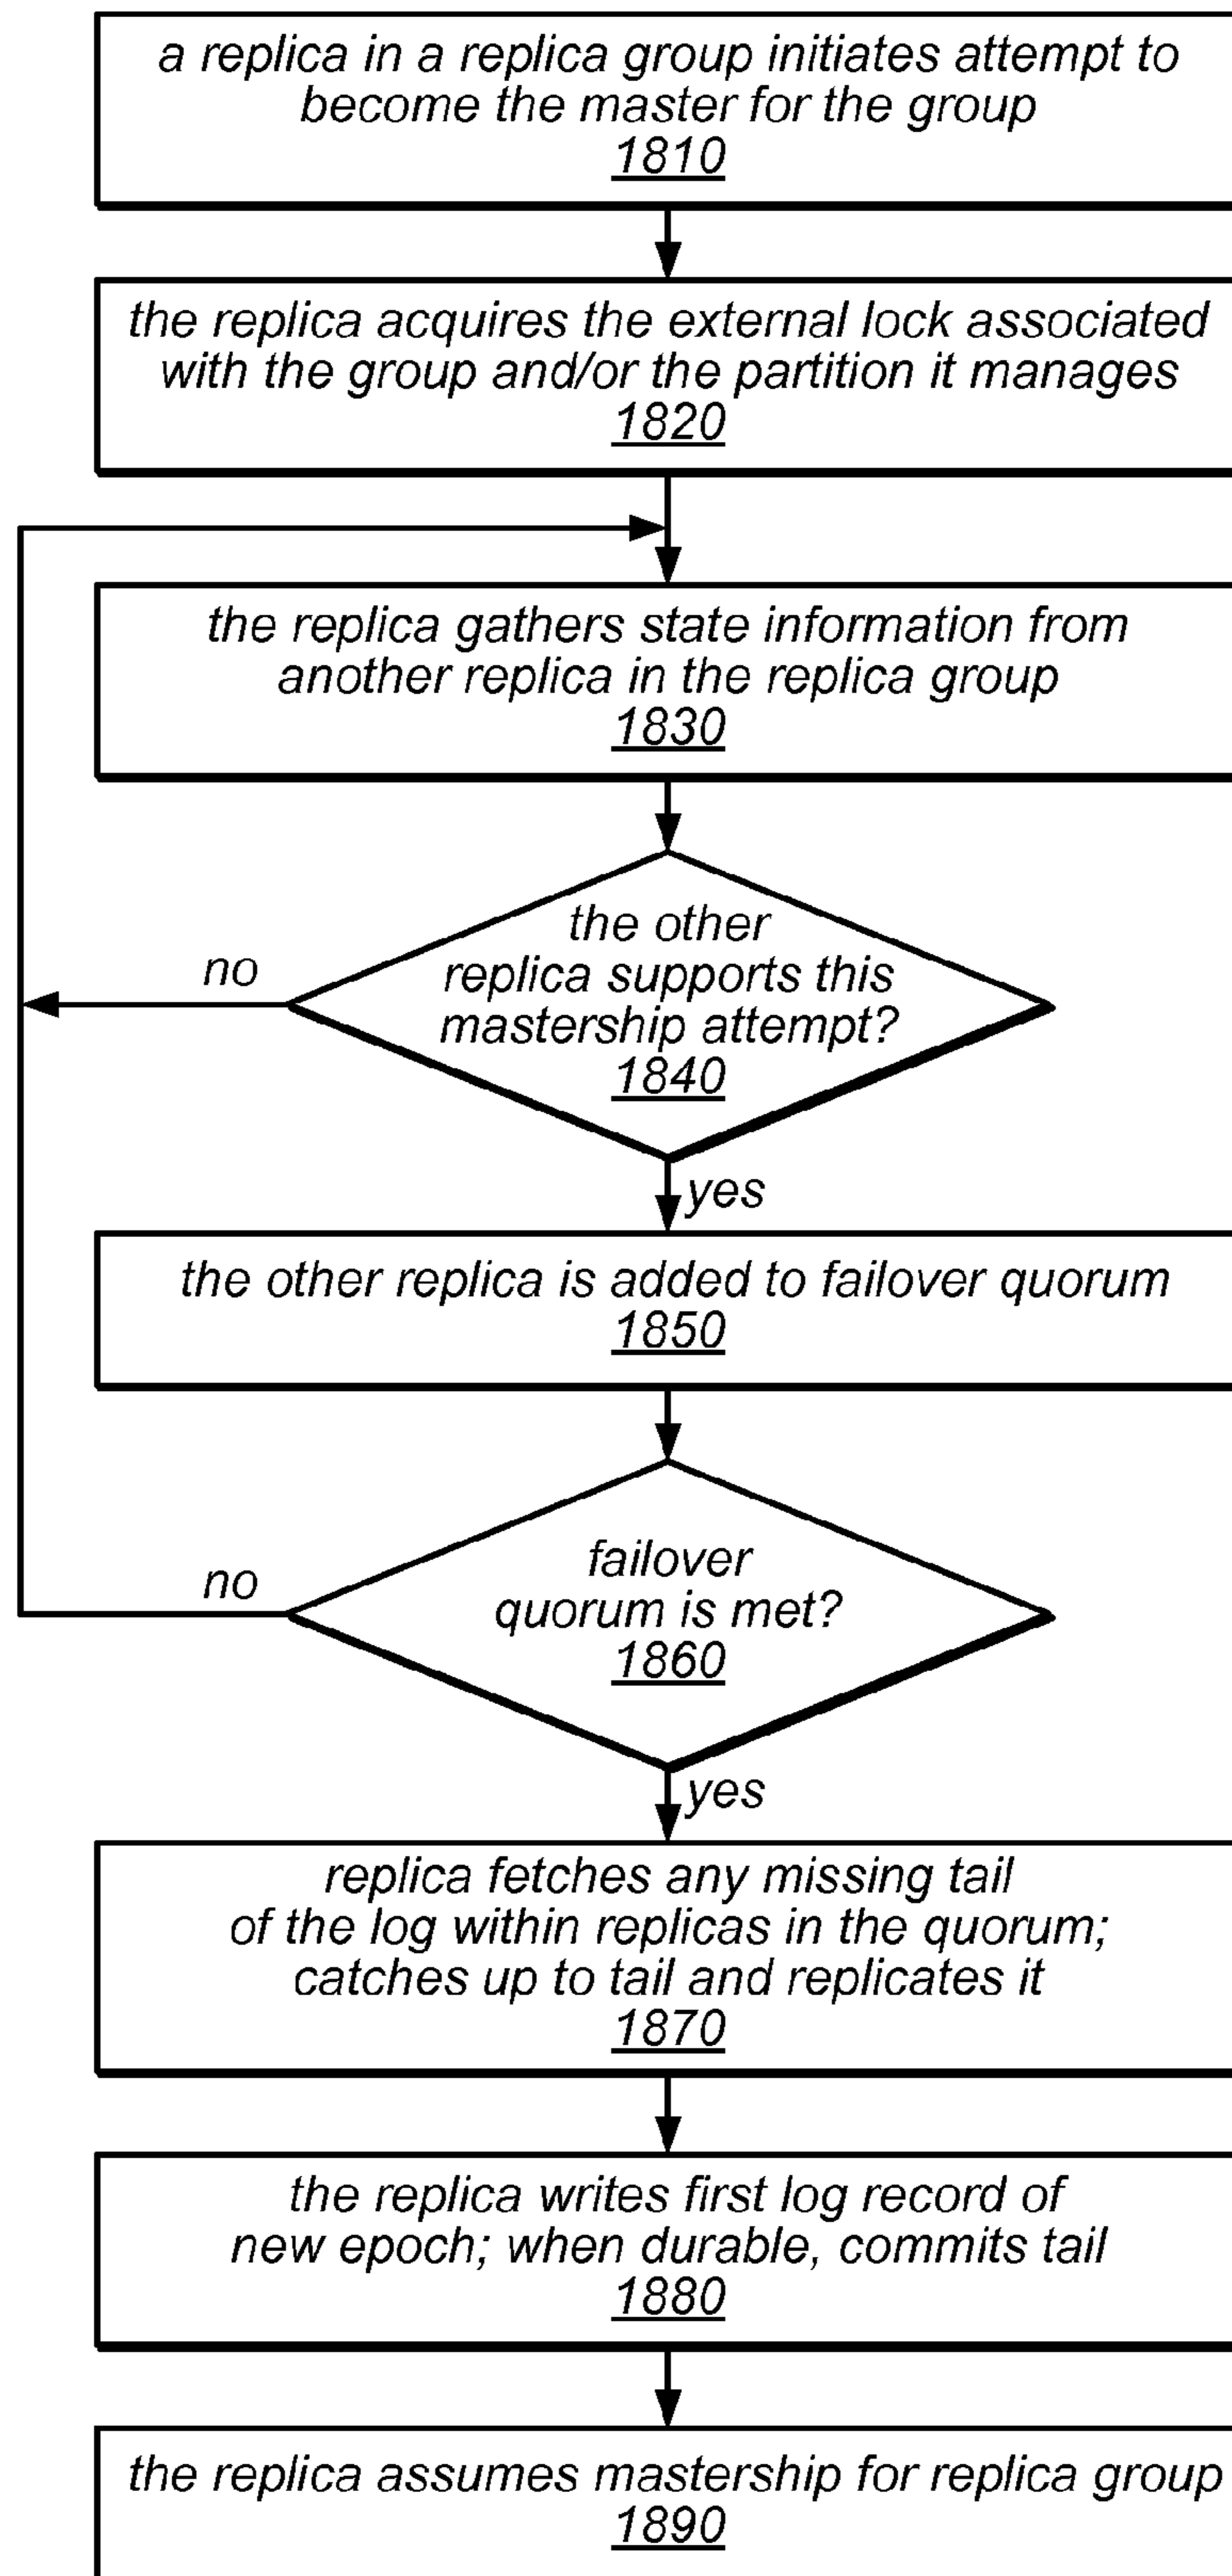 a replica in a replica group initiates attempt to
become the master for the group
1810
the replica acquires the external lock associated
with the group and/or the partition it manages
1820
the replica gathers state information from
another replica in the replica group
1830
the other
replica supports this
mastership attempt?
1840
no
yes
the other replica is added to failover quorum
1850
failover
quorum is met?
1860
no
yes
replica fetches any missing tail
of the log within replicas in the quorum;
catches up to tail and replicates it
1870
the replica writes first log record of
new epoch; when durable, commits tail
1880
the replica assumes mastership for replica group
1890